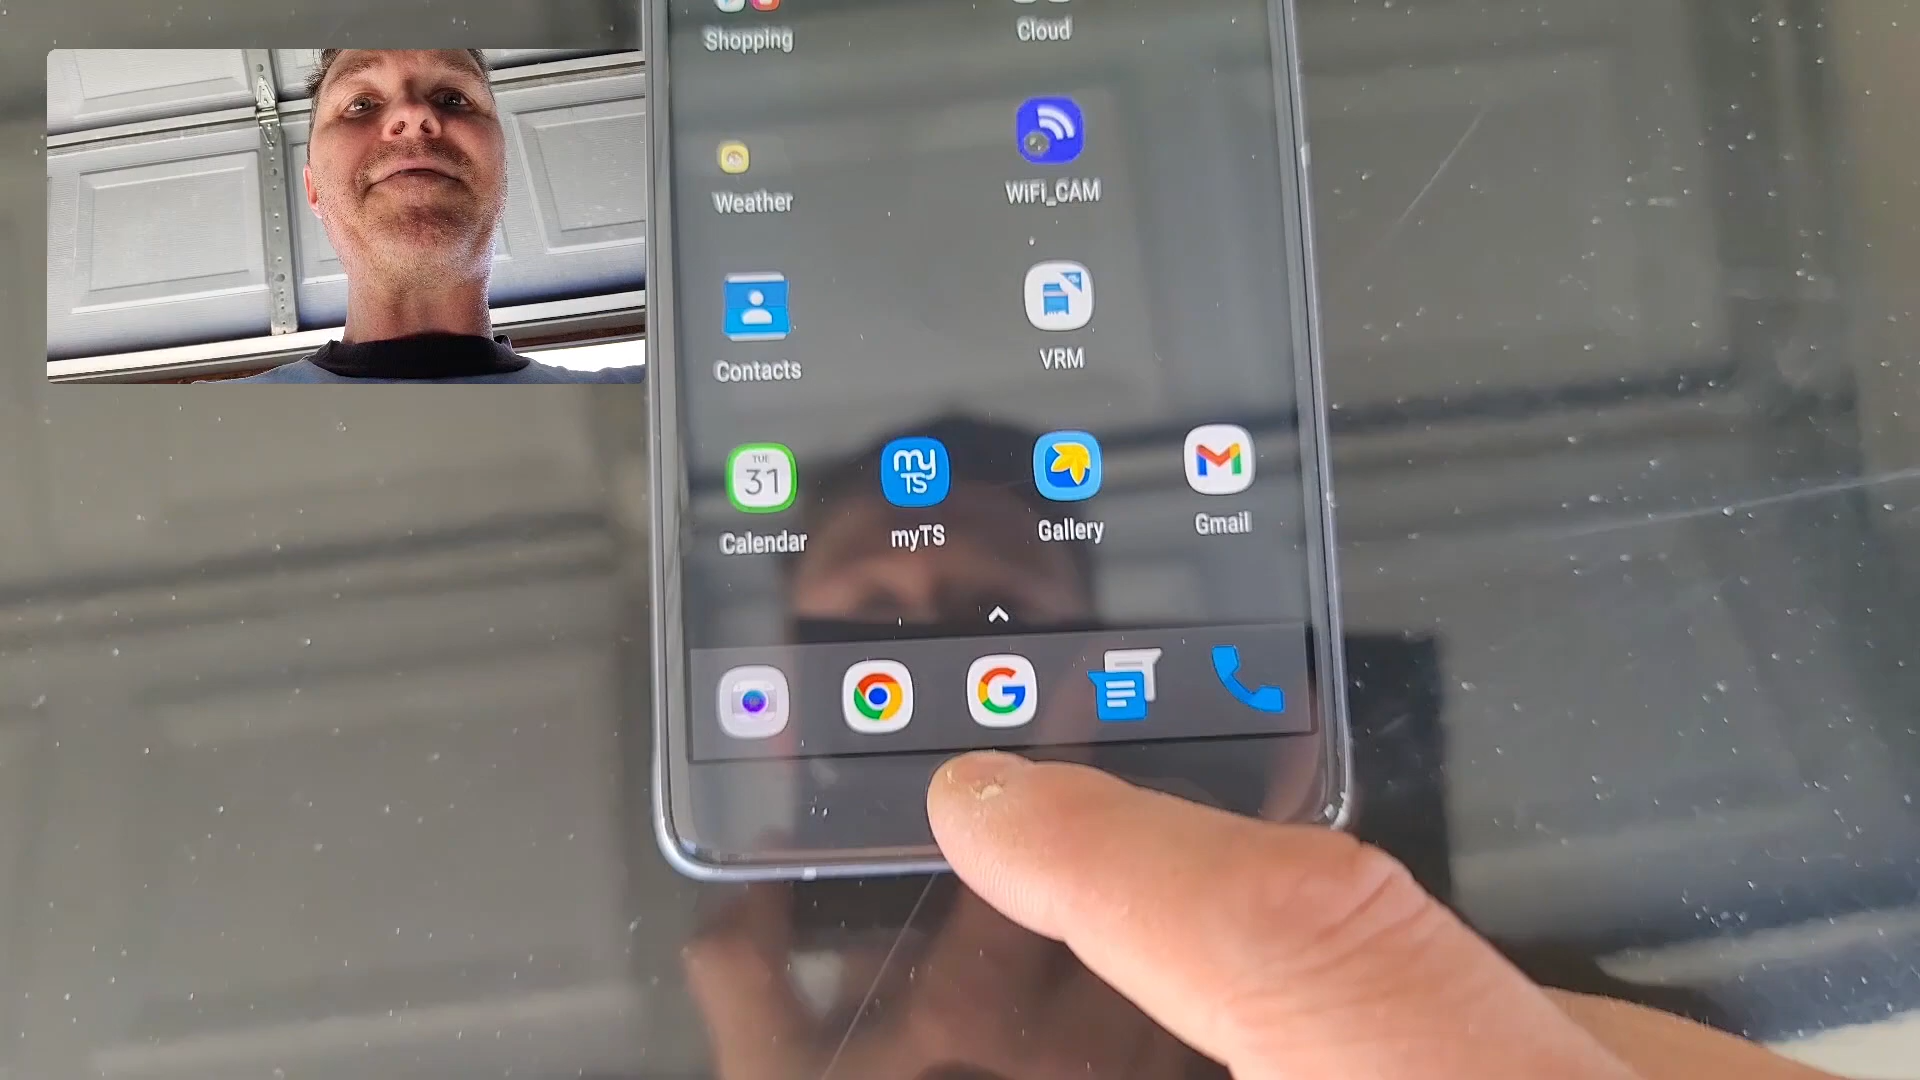 Shopping
Cloud
Weather
WiFi_CAM
Contacts
VRM
TUE
31
my
TS
Calendar
myTS
Gallery
Gmail